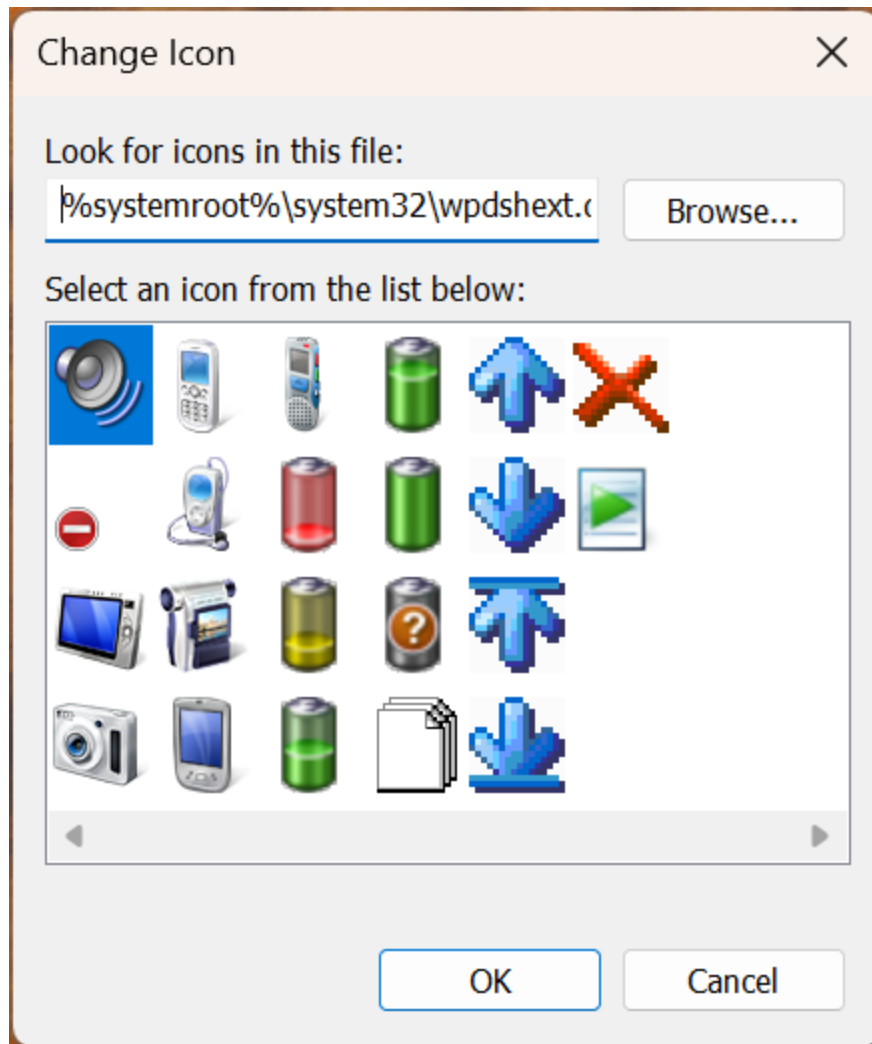 Change Icon
Look for icons in this file:
%systemroot%\system32\wpdshext.
Browse...
Select an icon from the list below:
?
OK
Cancel